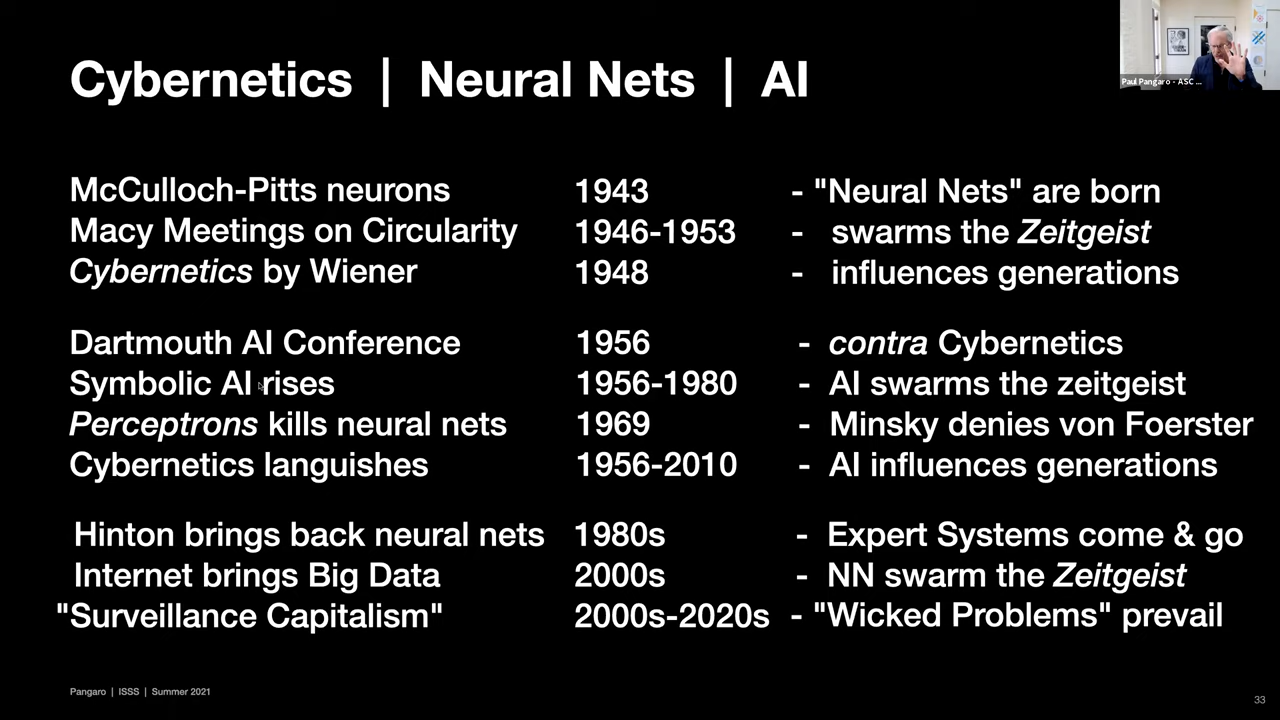 Cybernetics | Neural Nets | AI
Paul Pangaro - ASC ...
McCulloch-Pitts neurons 1943 - "Neural Nets" are born
Macy Meetings on Circularity 1946-1953 - swarms the Zeitgeist
Cybernetics by Wiener 1948 - influences generations
Dartmouth AI Conference 1956 - contra Cybernetics
Symbolic AI rises 1956-1980 - AI swarms the zeitgeist
Perceptrons kills neural nets 1969 - Minsky denies von Foerster
Cybernetics languishes 1956-2010 - AI influences generations
Hinton brings back neural nets 1980s - Expert Systems come & go
Internet brings Big Data 2000s - NN swarm the Zeitgeist
"Surveillance Capitalism" 2000s-2020s - "Wicked Problems" prevail
Pangaro | ISSS | Summer 2021
33